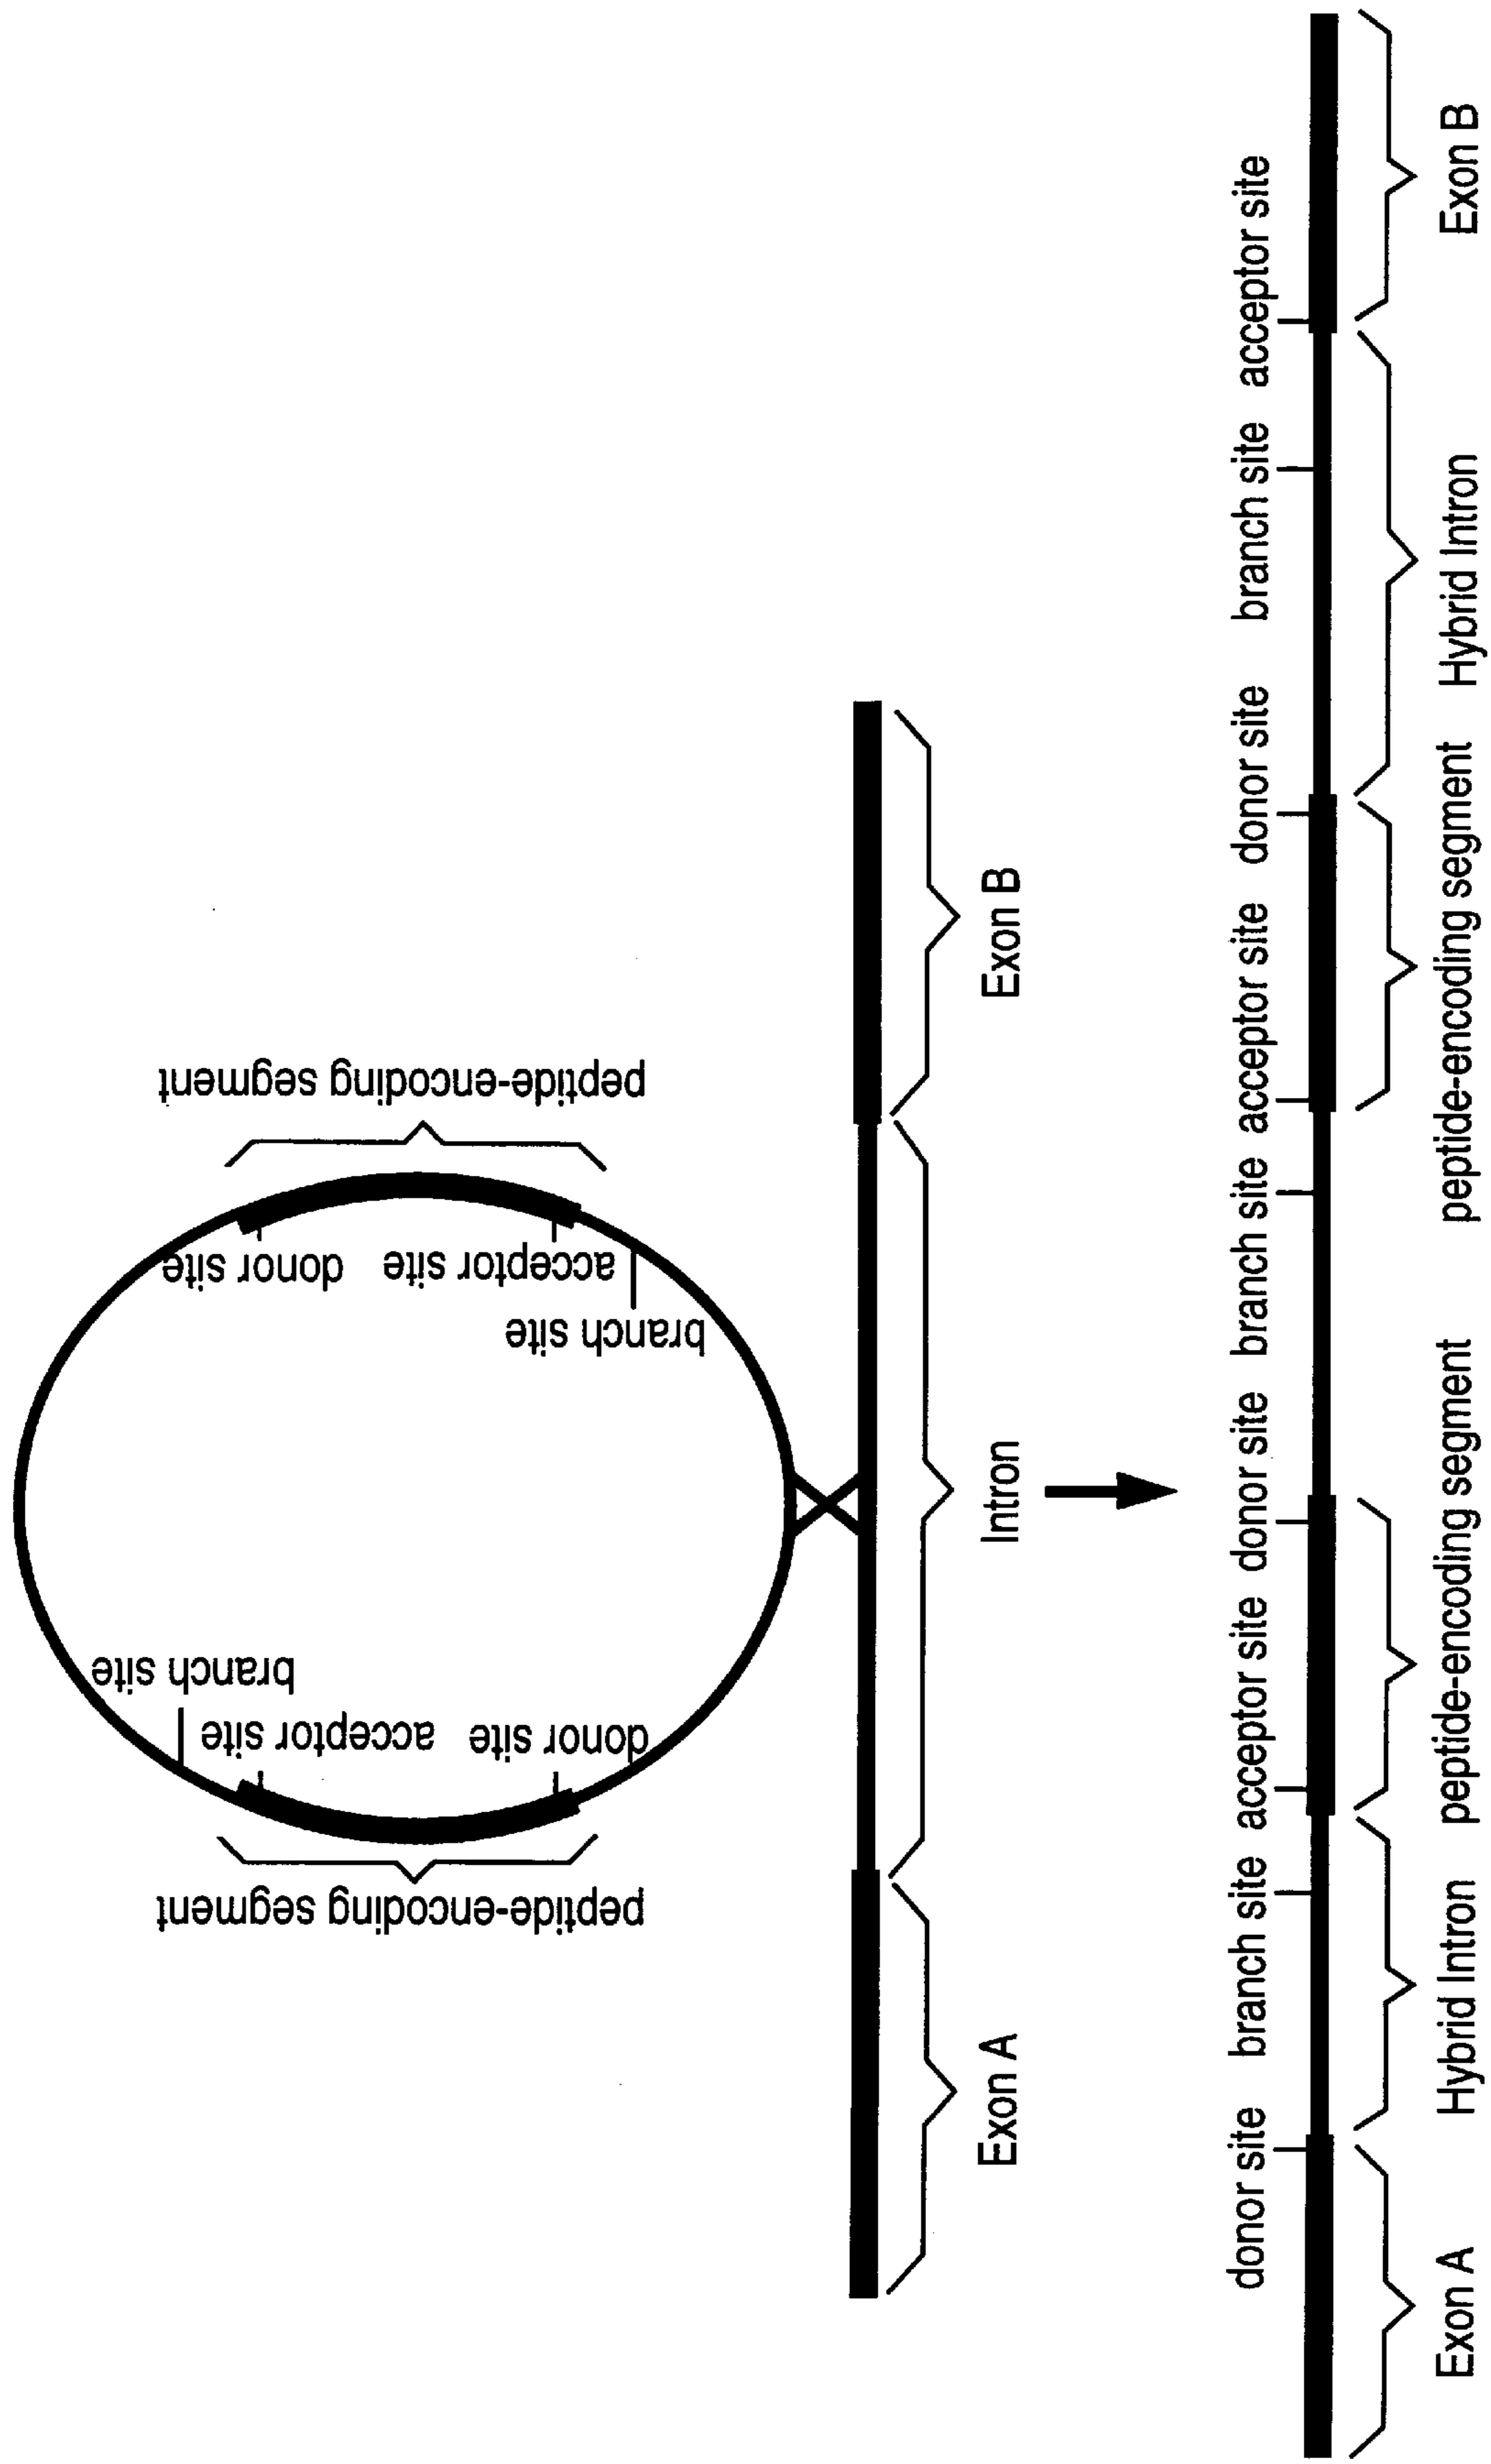 peptide-encoding segment
branch site
acceptor site
donor site
peptide-encoding segment
donor site
acceptor site
branch site
Exon A
Intron
Exon B
donor site
branch site
acceptor site
donor site
branch site
acceptor site
donor site
branch site
acceptor site
Exon A
Hybrid Intron
peptide-encoding segment
peptide-encoding segment
Hybrid Intron
Exon B